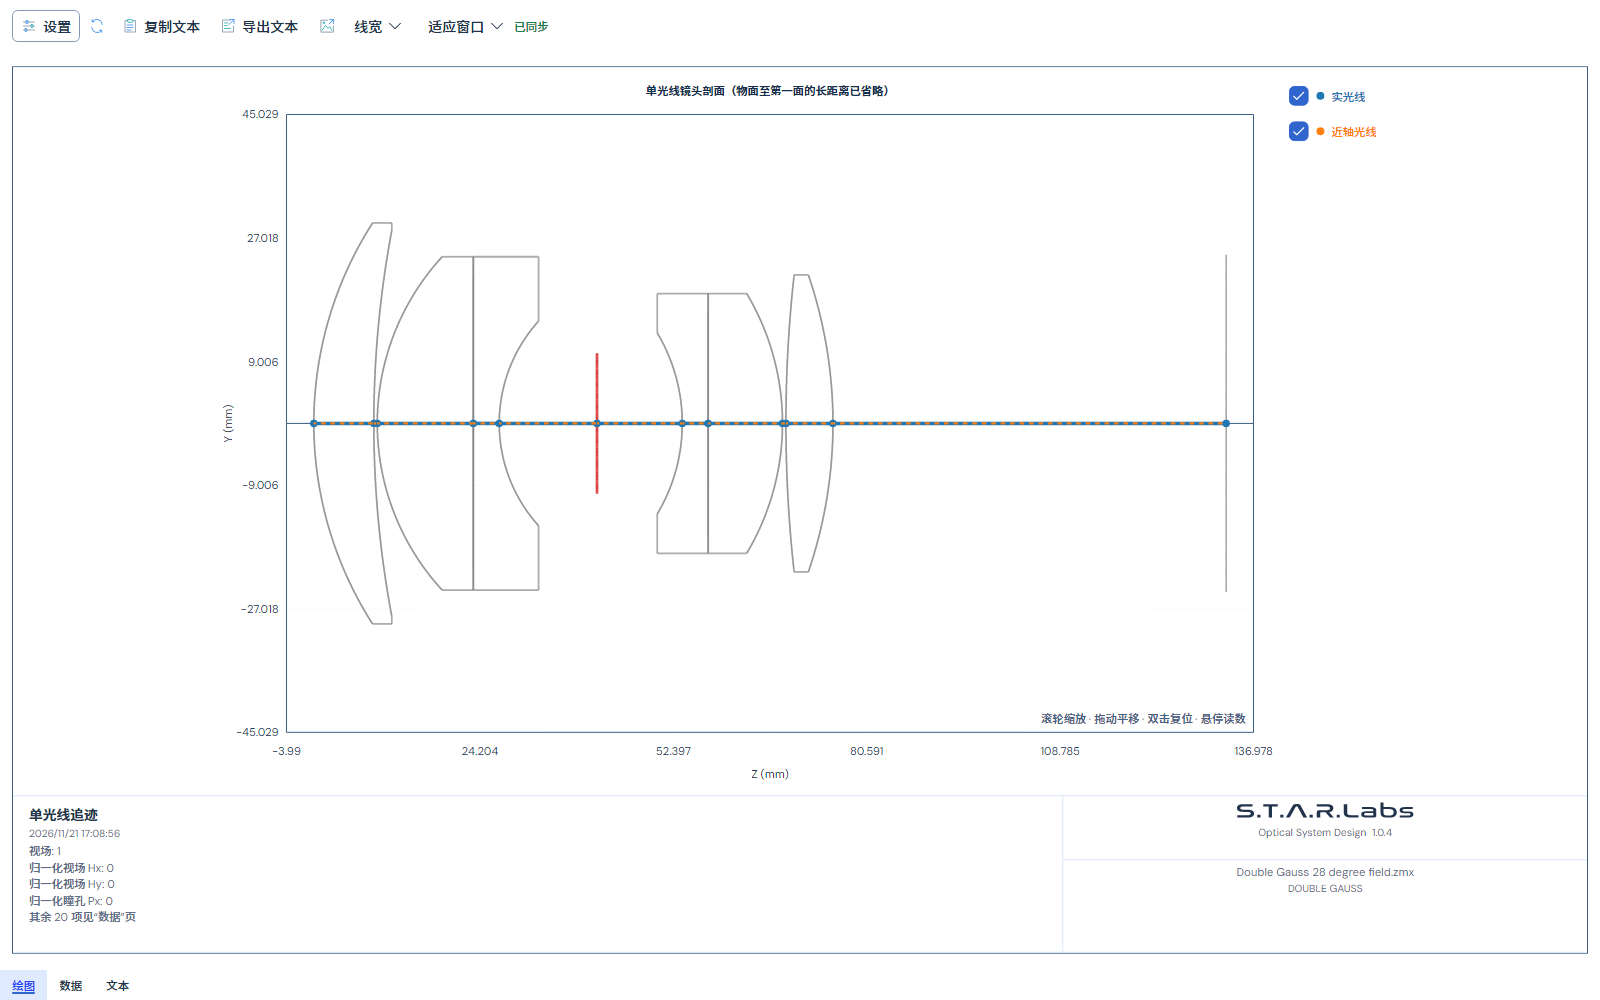 设置 复制文本 导出文本 线宽 适应窗口 已同步
单光线镜头剖面（物面至第一面的长距离已省略）
实光线
近轴光线
45.029
27.018
9.006
-9.006
-27.018
-45.029
Y (mm)
滚轮缩放 · 拖动平移 · 双击复位 · 悬停读数
-3.99 24.204 52.397 80.591 108.785 136.978
Z (mm)
单光线追迹
2026/11/21 17:08:56
视场: 1
归一化视场 Hx: 0
归一化视场 Hy: 0
归一化瞳孔 Px: 0
其余 20 项见“数据”页
S.T.A.R.Labs
Optical System Design 1.0.4
Double Gauss 28 degree field.zmx
DOUBLE GAUSS
绘图 数据 文本